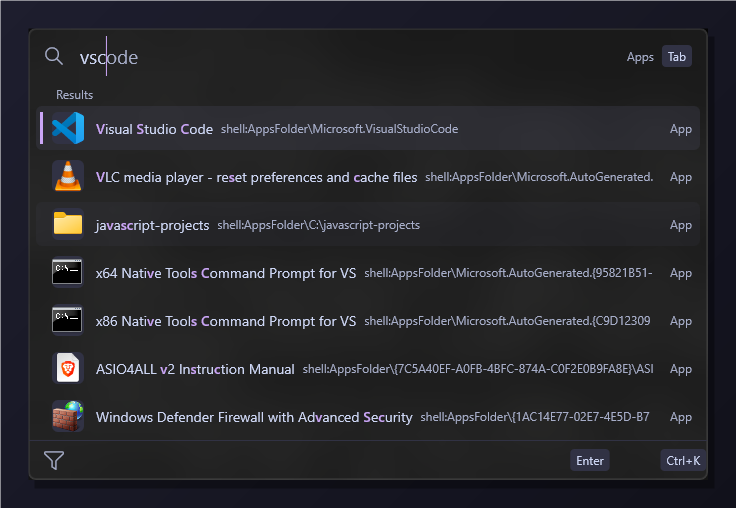 vscode Apps Tab
Results
Visual Studio Code shell:AppsFolder\Microsoft.VisualStudioCode App
VLC media player - reset preferences and cache files shell:AppsFolder\Microsoft.AutoGenerated. App
javascript-projects shell:AppsFolder\C:\javascript-projects App
C:\ x64 Native Tools Command Prompt for VS shell:AppsFolder\Microsoft.AutoGenerated.{95821B51- App
C:\ x86 Native Tools Command Prompt for VS shell:AppsFolder\Microsoft.AutoGenerated.{C9D12309 App
ASIO4ALL v2 Instruction Manual shell:AppsFolder\{7C5A40EF-A0FB-4BFC-874A-C0F2E0B9FA8E}\ASI App
Windows Defender Firewall with Advanced Security shell:AppsFolder\{1AC14E77-02E7-4E5D-B7 App
Enter Ctrl+K